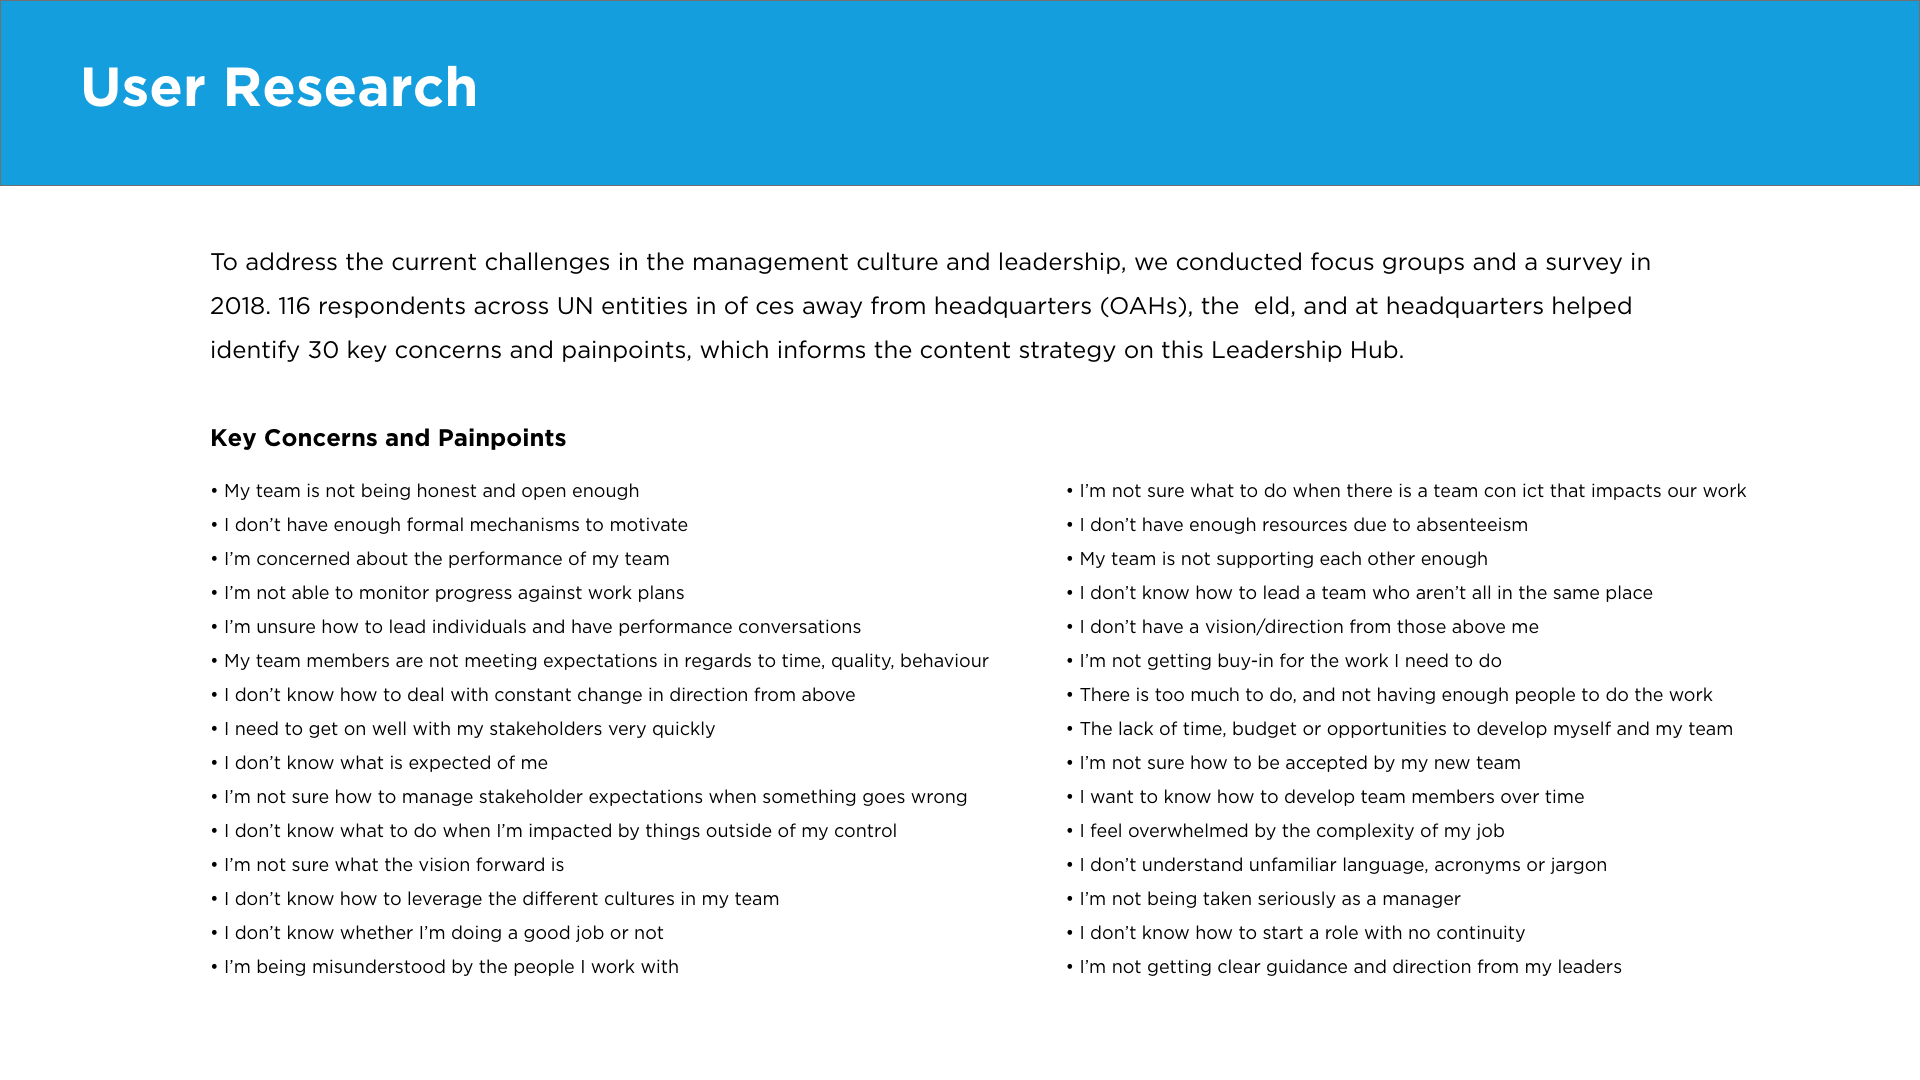 User Research
To address the current challenges in the management culture and leadership, we conducted focus groups and a survey in
2018. 116 respondents across UN entities in of ces away from headquarters (OAHs), the  eld, and at headquarters helped
identify 30 key concerns and painpoints, which informs the content strategy on this Leadership Hub.
Key Concerns and Painpoints
• My team is not being honest and open enough
• I don’t have enough formal mechanisms to motivate
• I’m concerned about the performance of my team
• I’m not able to monitor progress against work plans
• I’m unsure how to lead individuals and have performance conversations
• My team members are not meeting expectations in regards to time, quality, behaviour
• I don’t know how to deal with constant change in direction from above
• I need to get on well with my stakeholders very quickly
• I don’t know what is expected of me
• I’m not sure how to manage stakeholder expectations when something goes wrong
• I don’t know what to do when I’m impacted by things outside of my control
• I’m not sure what the vision forward is
• I don’t know how to leverage the different cultures in my team
• I don’t know whether I’m doing a good job or not
• I’m being misunderstood by the people I work with
• I’m not sure what to do when there is a team con ict that impacts our work
• I don’t have enough resources due to absenteeism
• My team is not supporting each other enough
• I don’t know how to lead a team who aren’t all in the same place
• I don’t have a vision/direction from those above me
• I’m not getting buy-in for the work I need to do
• There is too much to do, and not having enough people to do the work
• The lack of time, budget or opportunities to develop myself and my team
• I’m not sure how to be accepted by my new team
• I want to know how to develop team members over time
• I feel overwhelmed by the complexity of my job
• I don’t understand unfamiliar language, acronyms or jargon
• I’m not being taken seriously as a manager
• I don’t know how to start a role with no continuity
• I’m not getting clear guidance and direction from my leaders